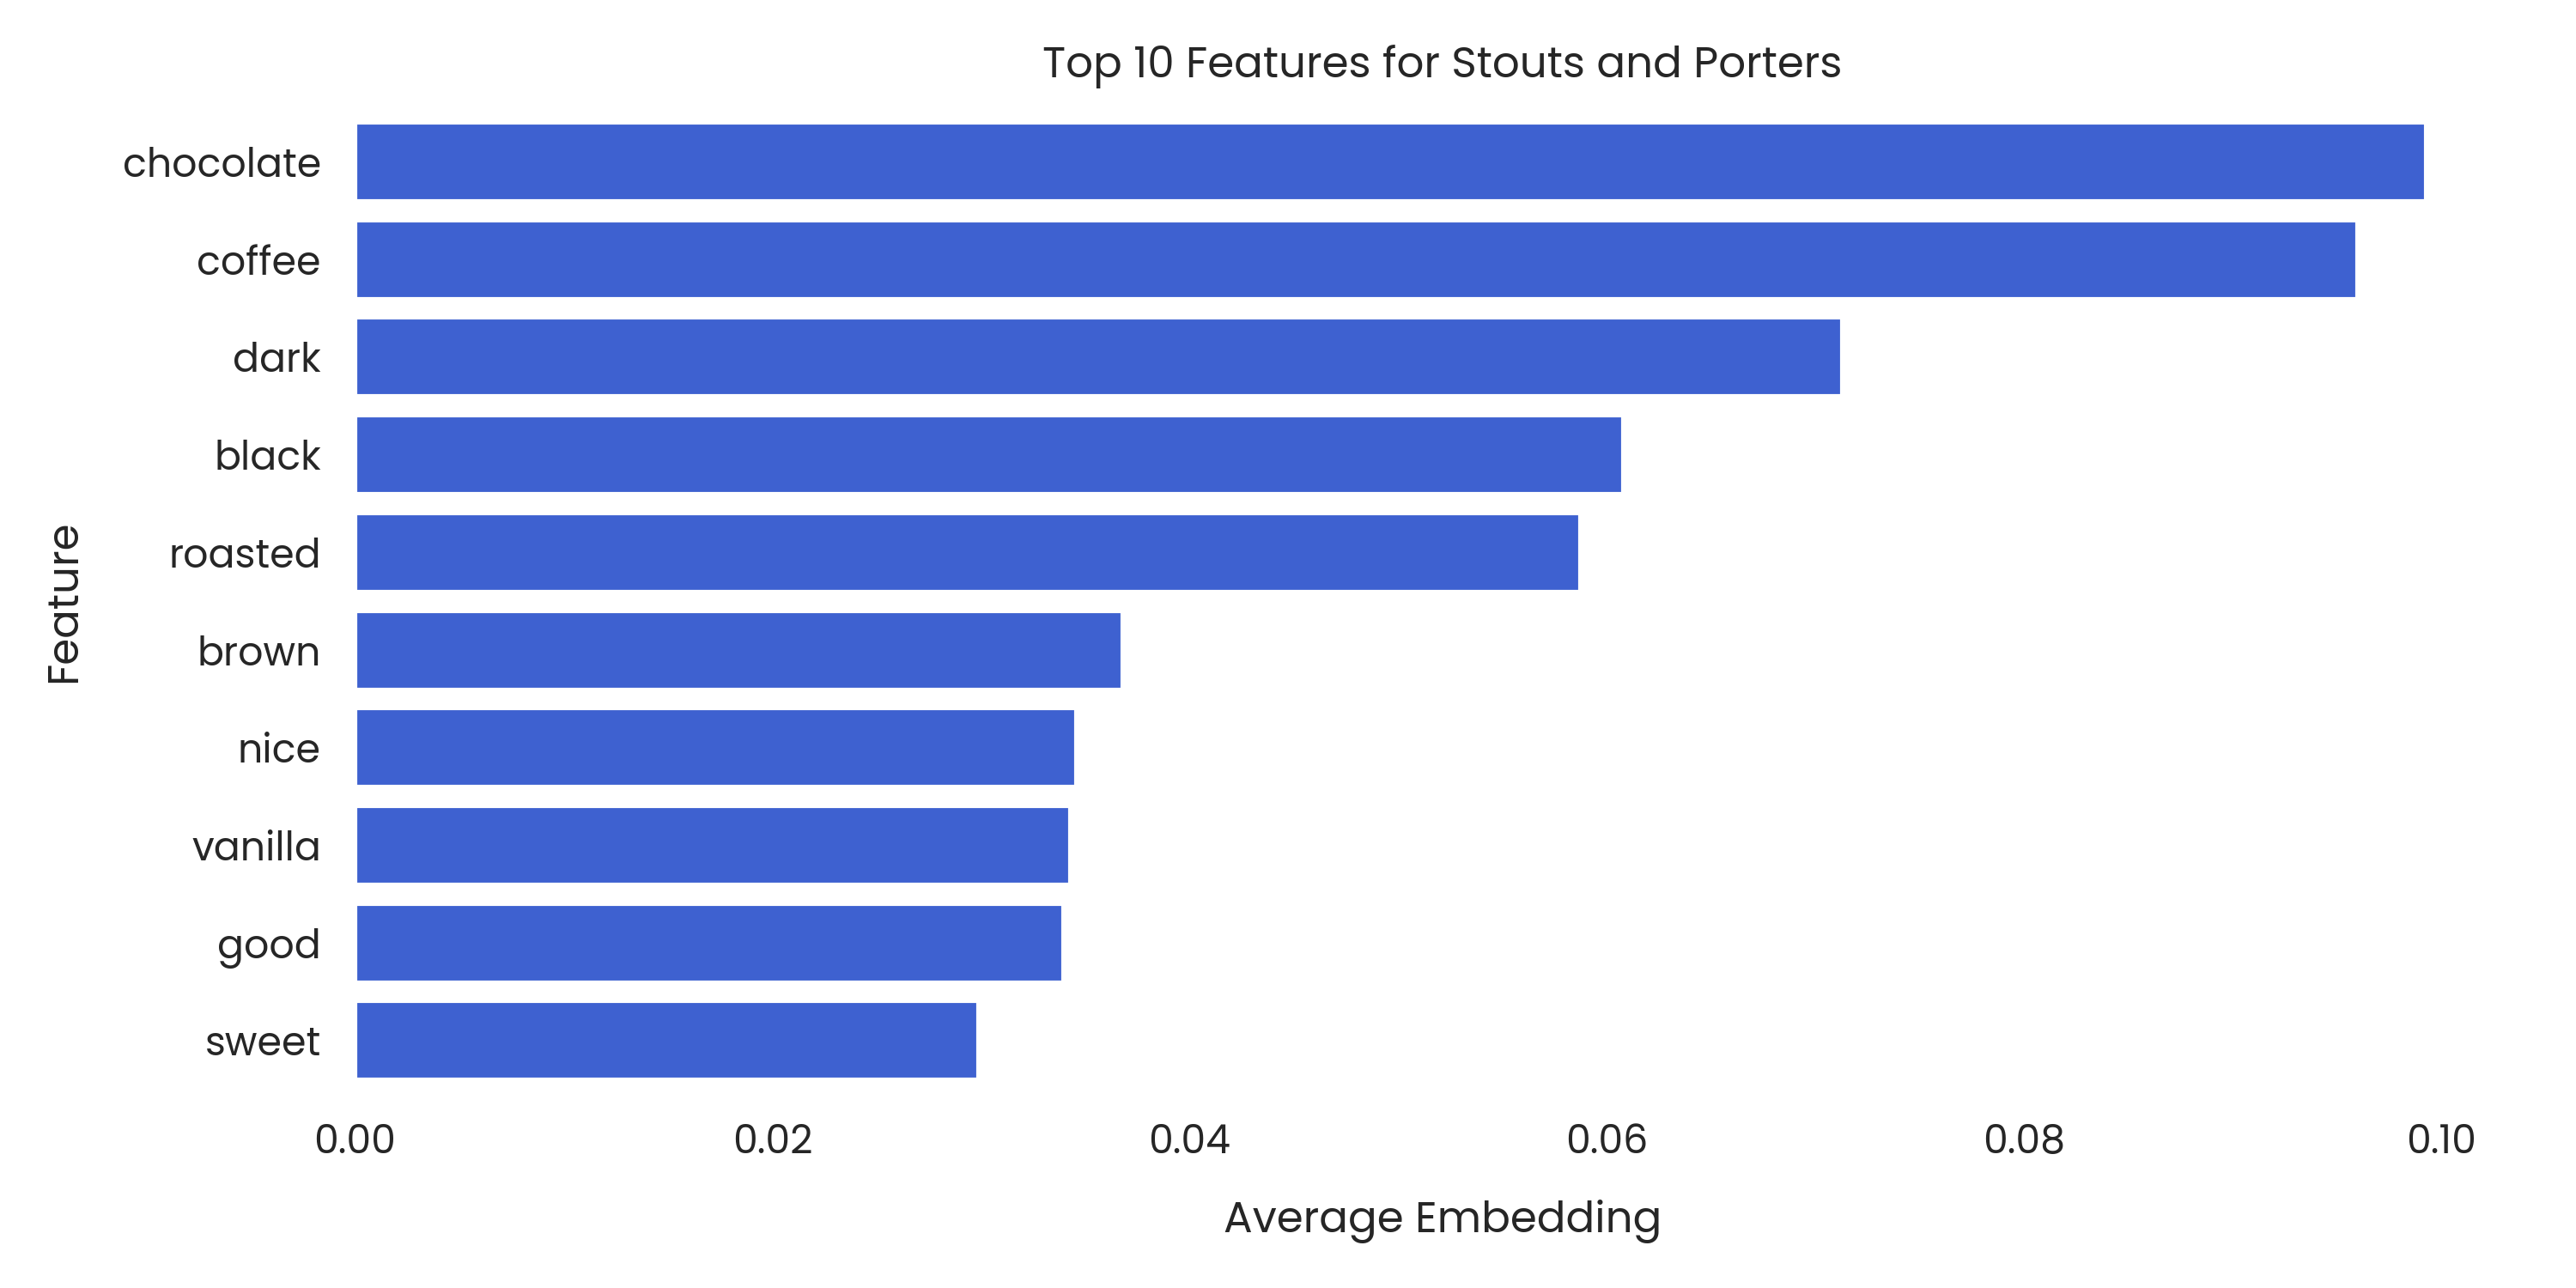 Top 10 Features for Stouts and Porters
chocolate
coffee
dark
black
roasted
brown
nice
vanilla
good
sweet
Feature
0.00 0.02 0.04 0.06 0.08 0.10
Average Embedding